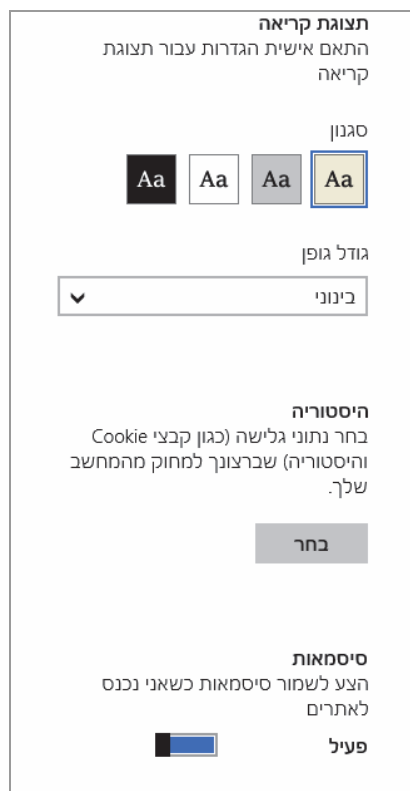 תצוגת קריאה
התאם אישית הגדרות עבור תצוגת
קריאה
סגנון
Aa Aa Aa Aa
גודל גופן
בינוני
היסטוריה
בחר נתוני גלישה (כגון קבצי Cookie
והיסטוריה) שברצונך למחוק מהמחשב
שלך.
בחר
סיסמאות
הצע לשמור סיסמאות כשאני נכנס
לאתרים
פעיל